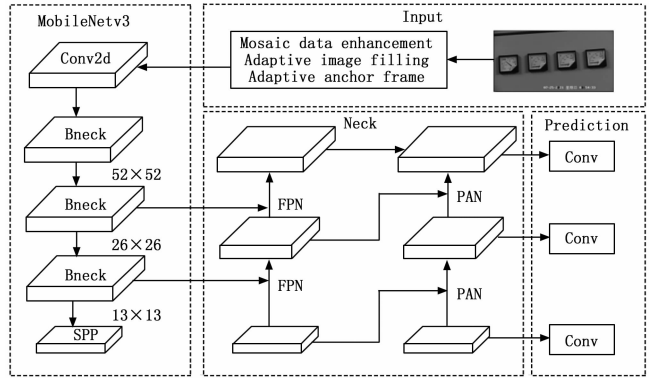 MobileNetv3
Input
Conv2d
Mosaic data enhancement
Adaptive image filling
Adaptive anchor frame
Bneck
52×52
Bneck
26×26
Bneck
13×13
SPP
Neck
FPN
PAN
FPN
PAN
Prediction
Conv
Conv
Conv